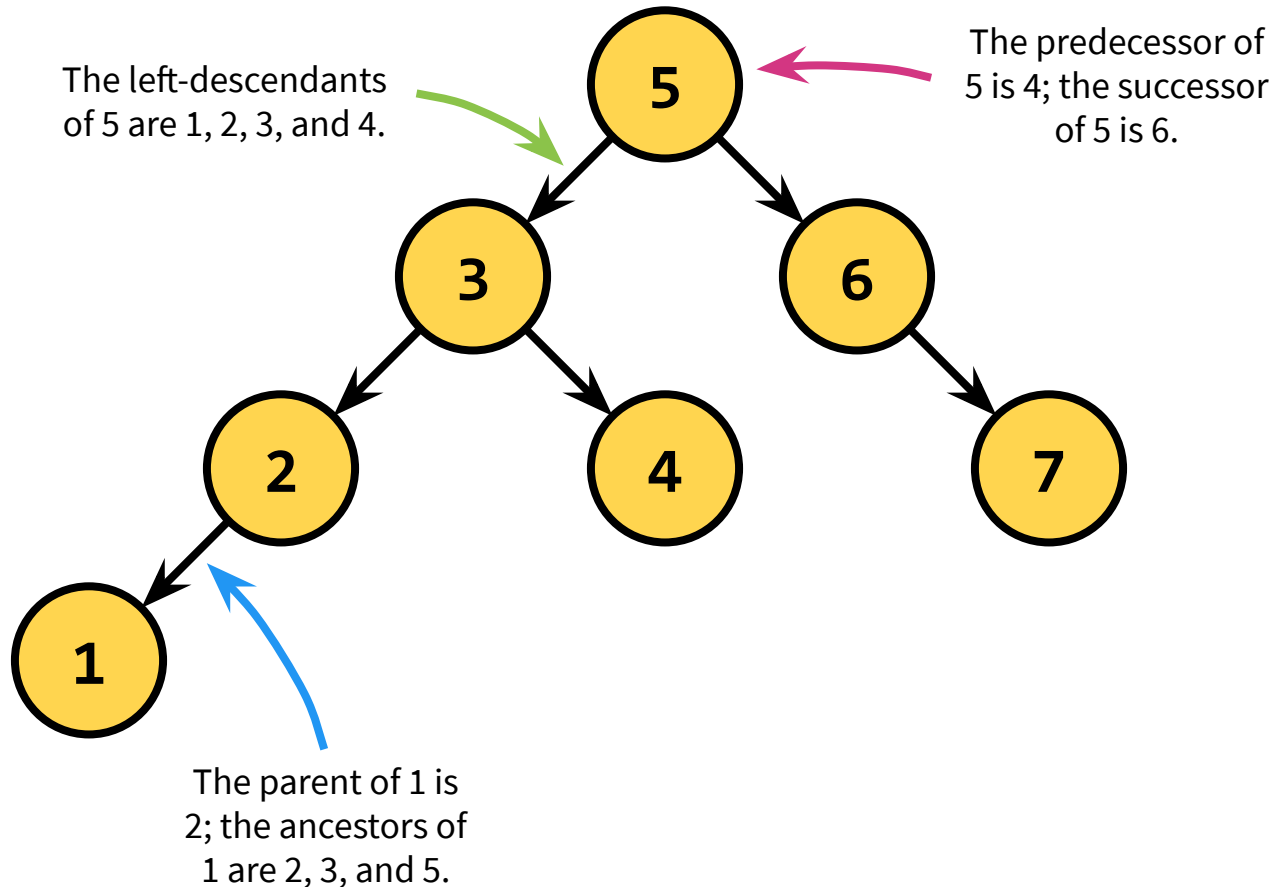 The left-descendants
of 5 are 1, 2, 3, and 4.
5
The predecessor of
5 is 4; the successor
of 5 is 6.
3
6
2
4
7
1
The parent of 1 is
2; the ancestors of
1 are 2, 3, and 5.